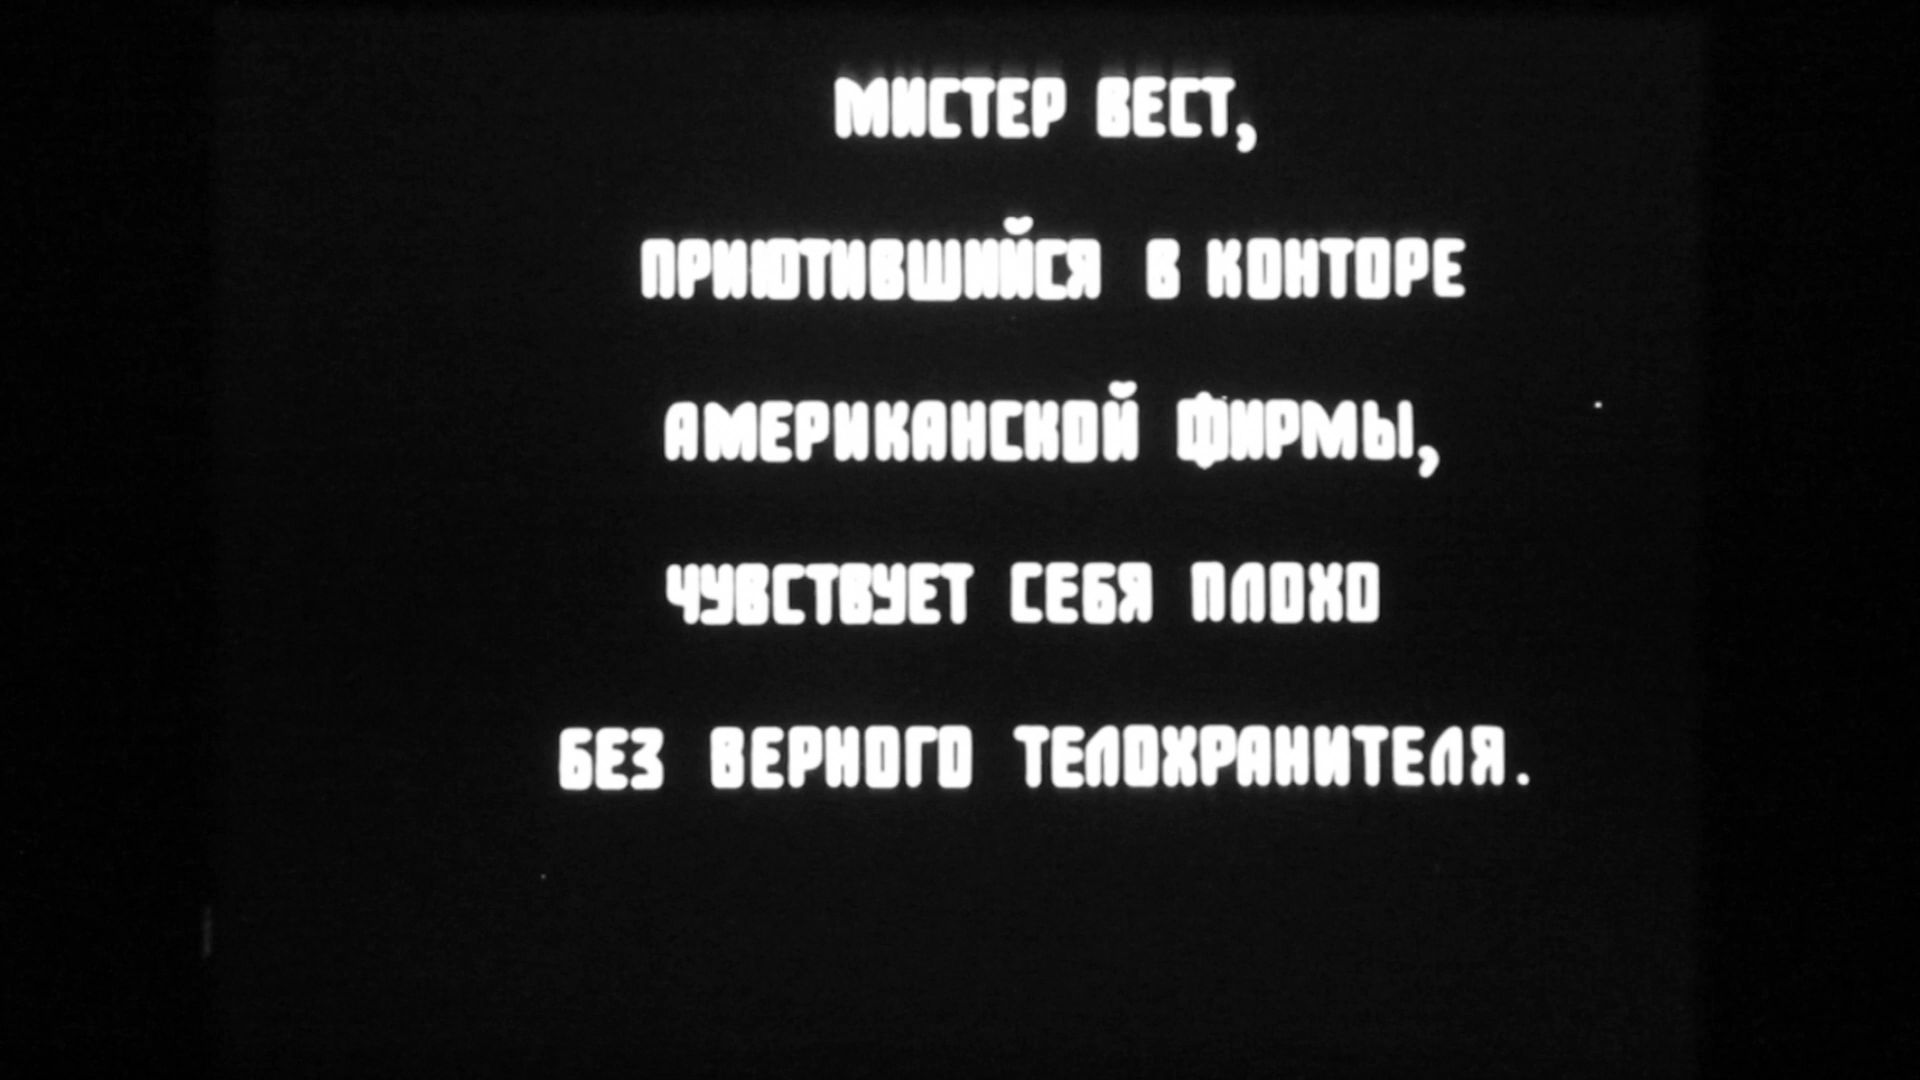 МИСТЕР ВЕСТ,
ПРИЮТИВШИЙСЯ В КОНТОРЕ
АМЕРИКАНСКОЙ ФИРМЫ,
ЧУВСТВУЕТ СЕБЯ ПЛОХО
БЕЗ ВЕРНОГО ТЕЛОХРАНИТЕЛЯ.